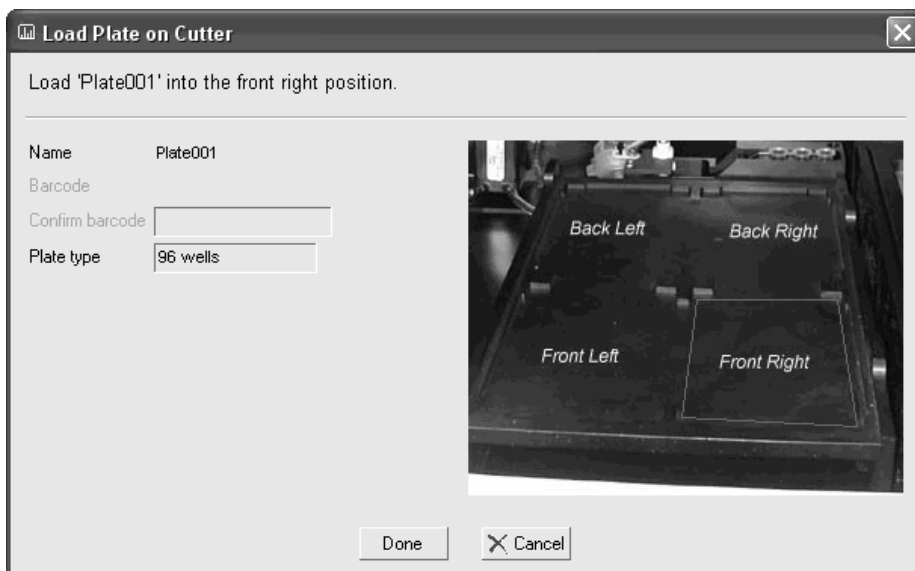 Load Plate on Cutter
Load 'Plate001' into the front right position.
Name Plate001
Barcode
Confirm barcode
Plate type 96 wells
Back Left Back Right
Front Left Front Right
Done Cancel